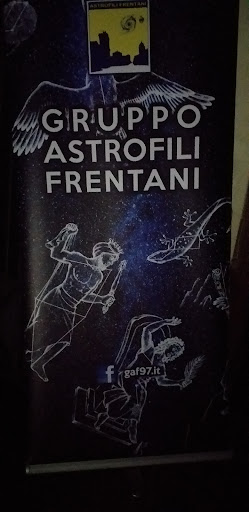 ASTROFILI FRENTANI
GRUPPO
ASTROFILI
FRENTANI
f gaf97.it